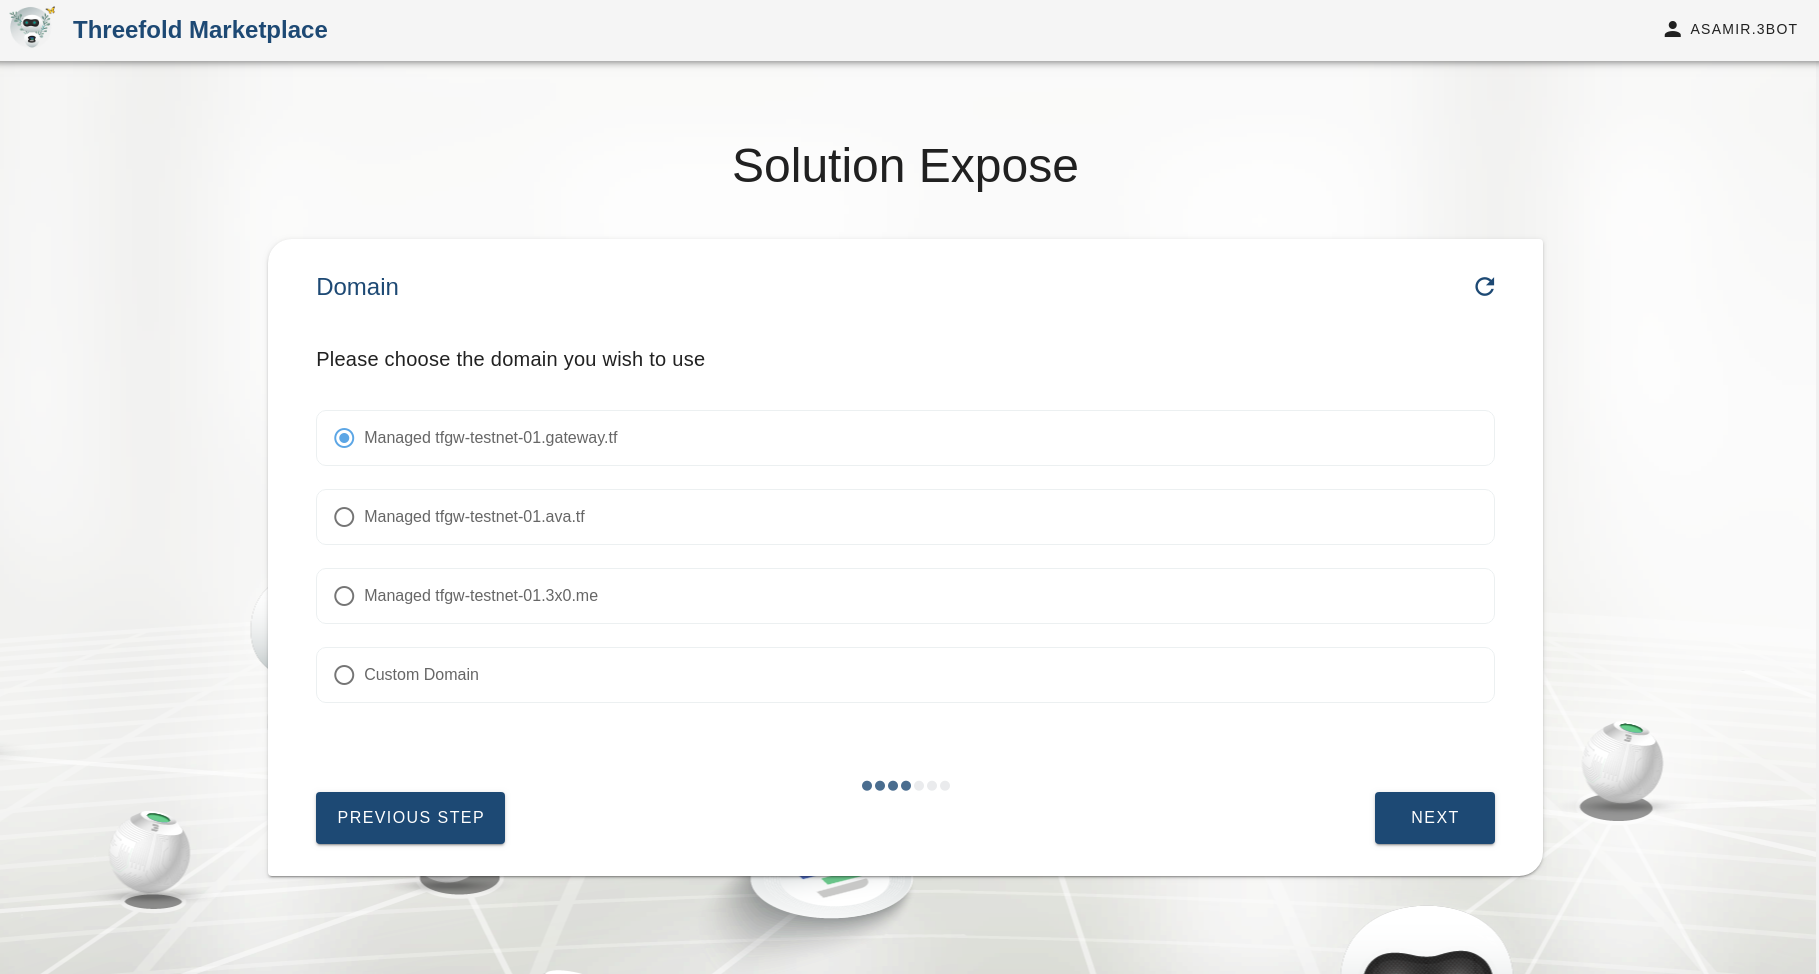 Threefold Marketplace
ASAMIR.3BOT
Solution Expose
Domain
Please choose the domain you wish to use
Managed tfgw-testnet-01.gateway.tf
Managed tfgw-testnet-01.ava.tf
Managed tfgw-testnet-01.3x0.me
Custom Domain
PREVIOUS STEP
NEXT